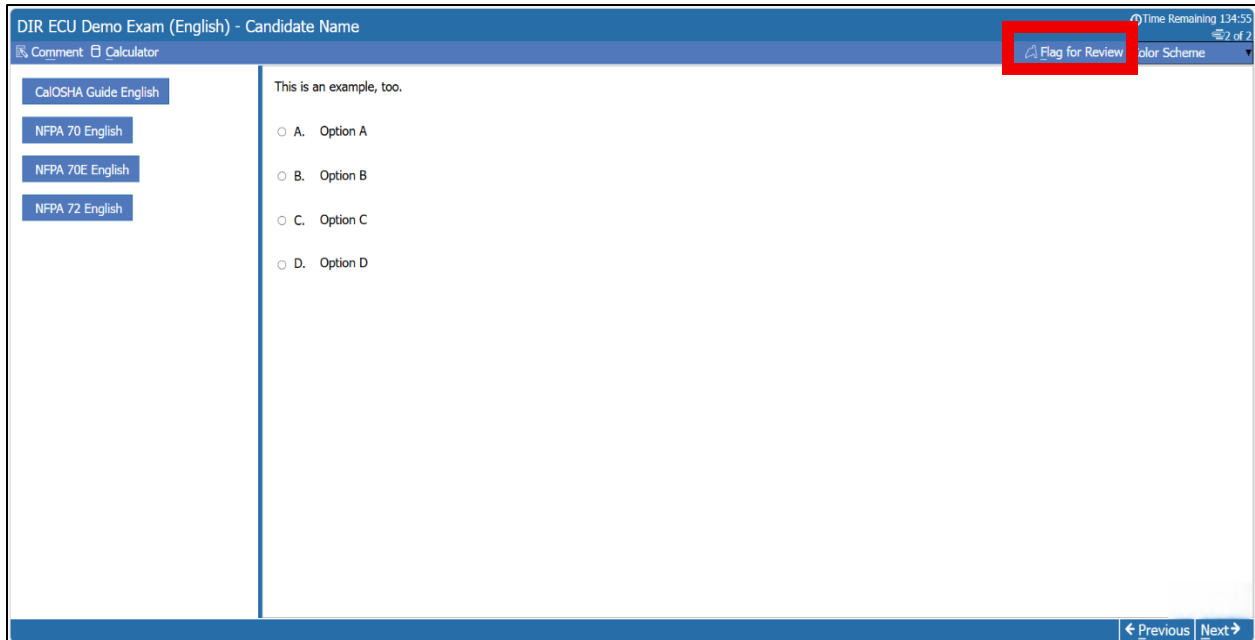 DIR ECU Demo Exam (English) - Candidate Name
Time Remaining 134:55
2 of 2
Comment Calculator
Flag for Review
olor Scheme
CalOSHA Guide English
NFPA 70 English
NFPA 70E English
NFPA 72 English
This is an example, too.
A. Option A
B. Option B
C. Option C
D. Option D
Previous Next